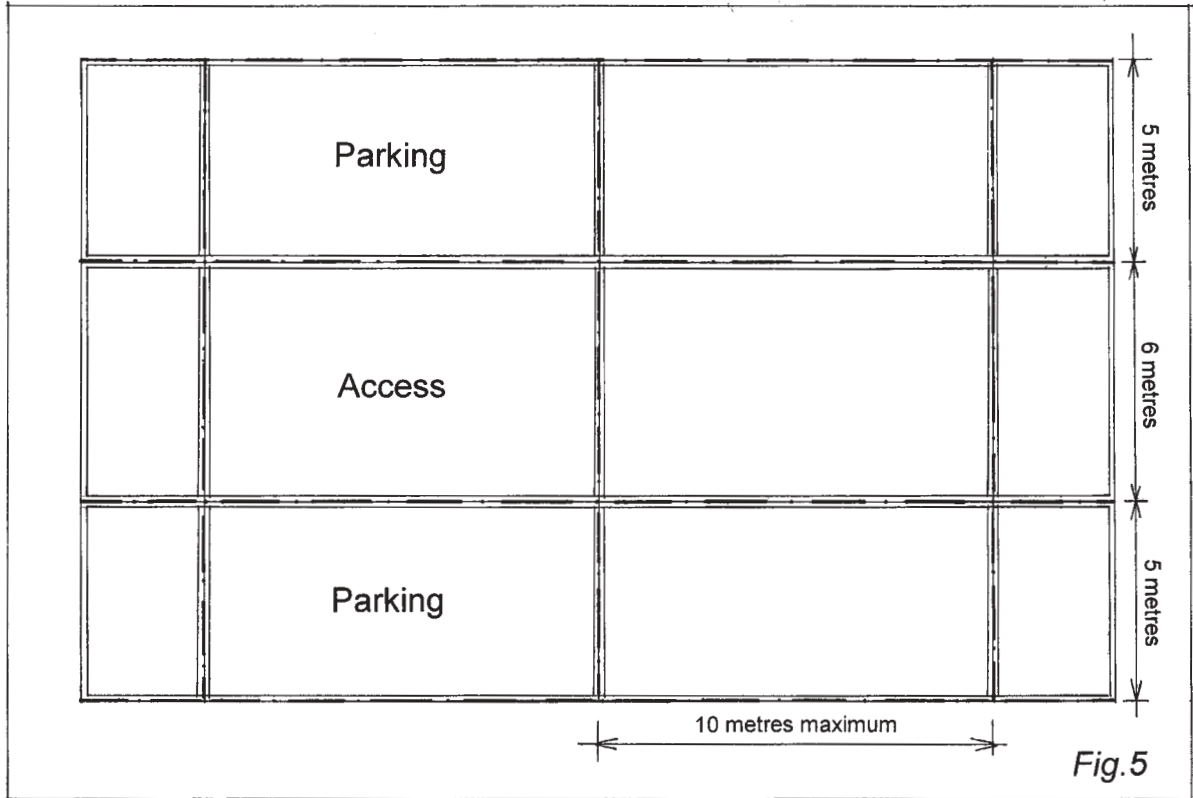 Parking
5 metres
Access
6 metres
Parking
5 metres
10 metres maximum
Fig.5